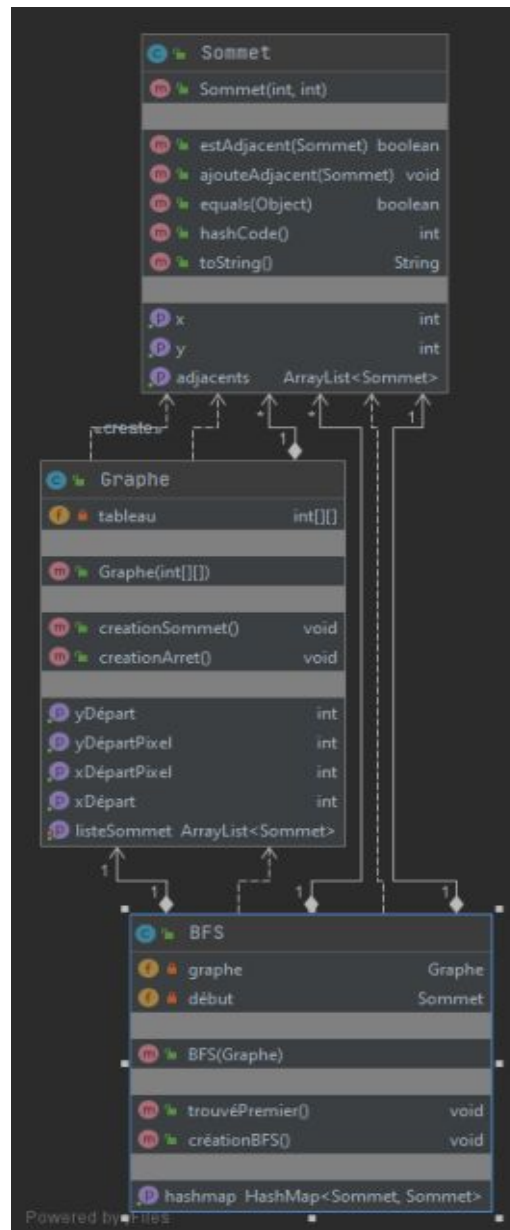 Sommet
Sommet(int, int)
estAdjacent(Sommet) boolean
ajouteAdjacent(Sommet) void
equals(Object) boolean
hashCode() int
toString() String
x int
y int
adjacents ArrayList<Sommet>
«create»
* * 1
1
Graphe
tableau int[][]
Graphe(int[][])
creationSommet() void
creationArret() void
yDépart int
yDépartPixel int
xDépartPixel int
xDépart int
listeSommet ArrayList<Sommet>
1
1 1 1
BFS
graphe Graphe
début Sommet
BFS(Graphe)
trouvéPremier() void
créationBFS() void
hashmap HashMap<Sommet, Sommet>
Powered by yFiles